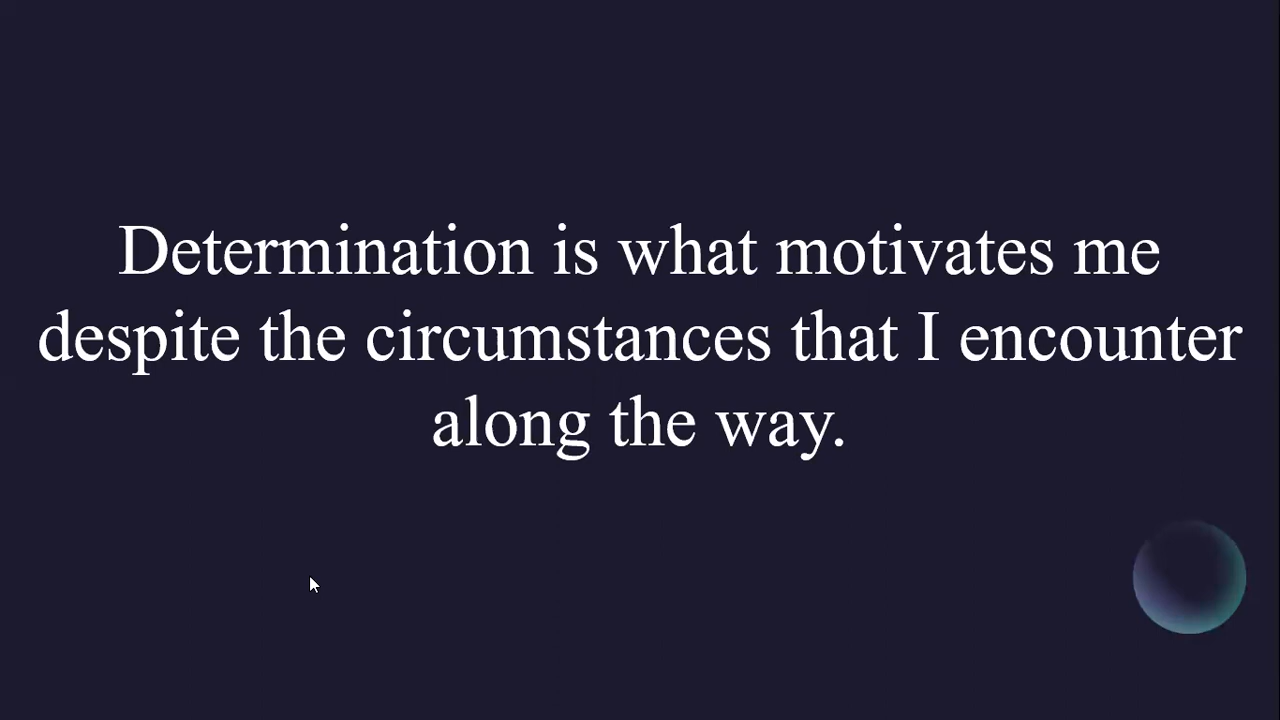 Determination is what motivates me
despite the circumstances that I encounter
along the way.